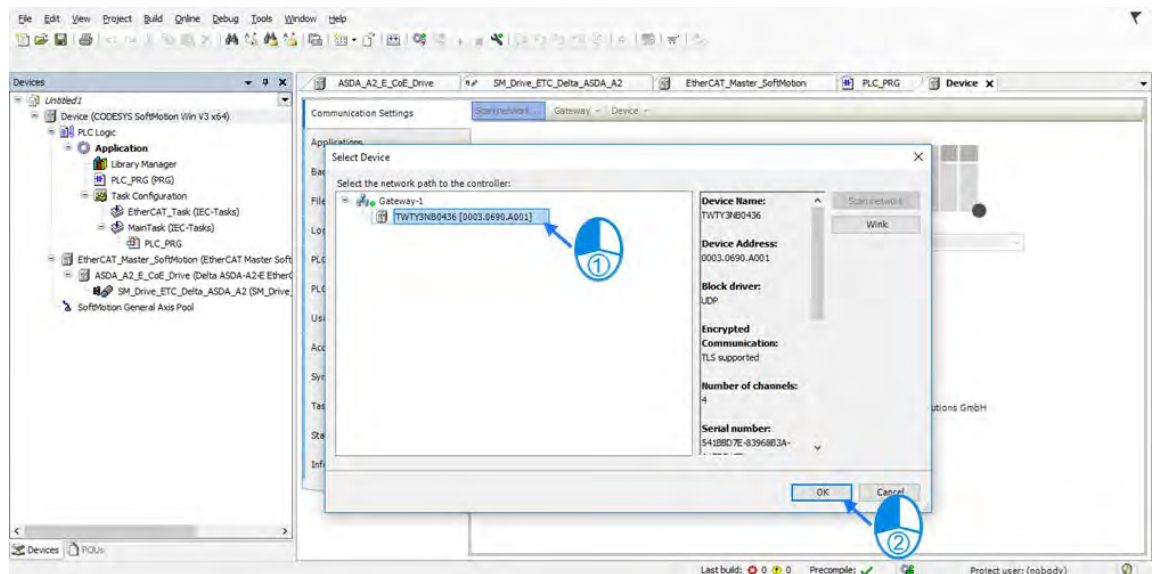 File Edit View Project Build Online Debug Tools Window Help
Devices
ASDA_A2_E_CoE_Drive
SM_Drive_ETC_Delta_ASDA_A2
EtherCAT_Master_SoftMotion
PLC_PRG
Device
Untitled1
Device (CODESYS SoftMotion Win V3 x64)
PLC Logic
Application
Library Manager
PLC_PRG (PRG)
Task Configuration
EtherCAT_Task (IEC-Tasks)
MainTask (IEC-Tasks)
PLC_PRG
EtherCAT_Master_SoftMotion (EtherCAT Master Soft
ASDA_A2_E_CoE_Drive (Delta ASDA-A2-E EtherC
SM_Drive_ETC_Delta_ASDA_A2 (SM_Drive_
SoftMotion General Axis Pool
Communication Settings
Scan network... Gateway Device
Applications
Select Device
Select the network path to the controller:
Gateway-1
TWTY3NB0436 [0003.0690.A001]
Device Name:
TWTY3NB0436
Device Address:
0003.0690.A001
Block driver:
UDP
Encrypted
Communication:
TLS supported
Number of channels:
4
Serial number:
541BBD7E-83968B3A-
Scan network
Wink
1
OK
Cancel
2
utions GmbH
Devices POUs
Last build: 0 0 Precompile: Project user: (nobody)